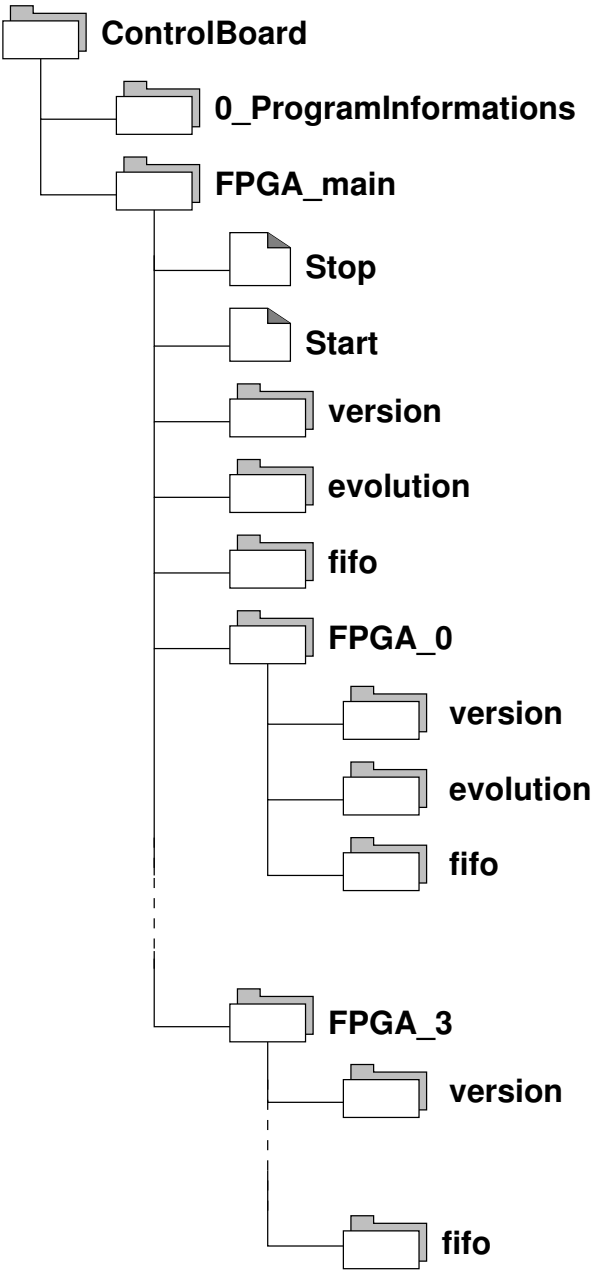 ControlBoard
0_ProgramInformations
FPGA_main
Stop
Start
version
evolution
fifo
FPGA_0
version
evolution
fifo
FPGA_3
version
fifo